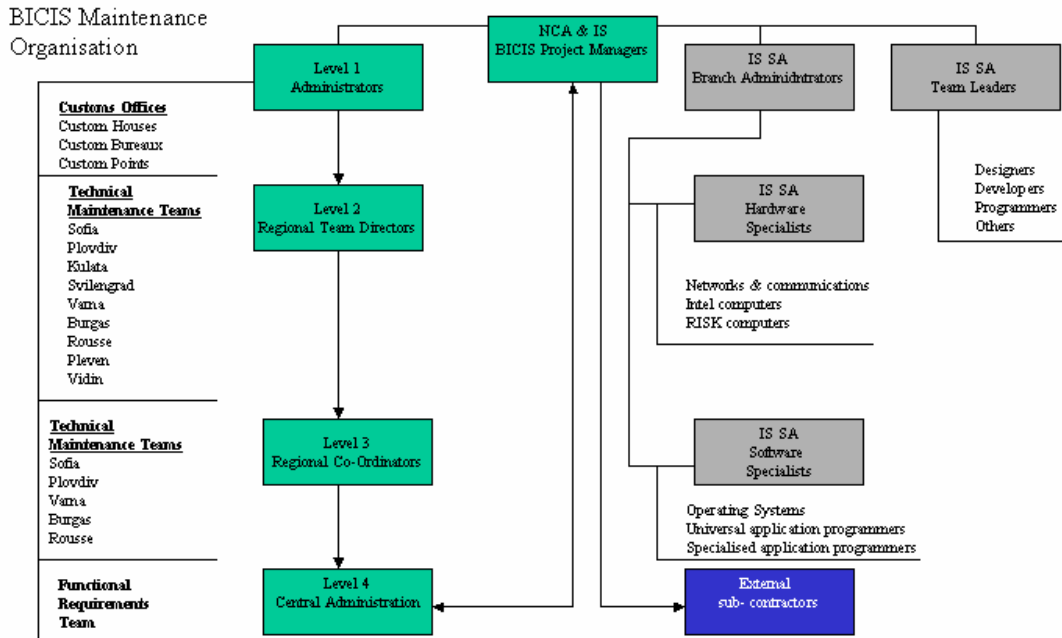 BICIS Maintenance
Organisation
NCA & IS
BICIS Project Managers
Level 1
Administrators
IS SA
Branch Adminidntrators
IS SA
Team Leaders
Customs Offices
Custom Houses
Custom Bureaux
Custom Points
Technical
Maintenance Teams
Sofia
Plovdiv
Kulata
Svilengrad
Varna
Burgas
Rousse
Pleven
Vidin
Level 2
Regional Team Directors
IS SA
Hardware
Specialists
Designers
Developers
Programmers
Others
Networks & communications
Intel computers
RISK computers
Technical
Maintenance Teams
Sofia
Plovdiv
Varna
Burgas
Rousse
Level 3
Regional Co-Ordinators
IS SA
Software
Specialists
Operating Systems
Universal application programmers
Specialised application programmers
Functional
Requirements
Team
Level 4
Central Administration
External
sub- contractors